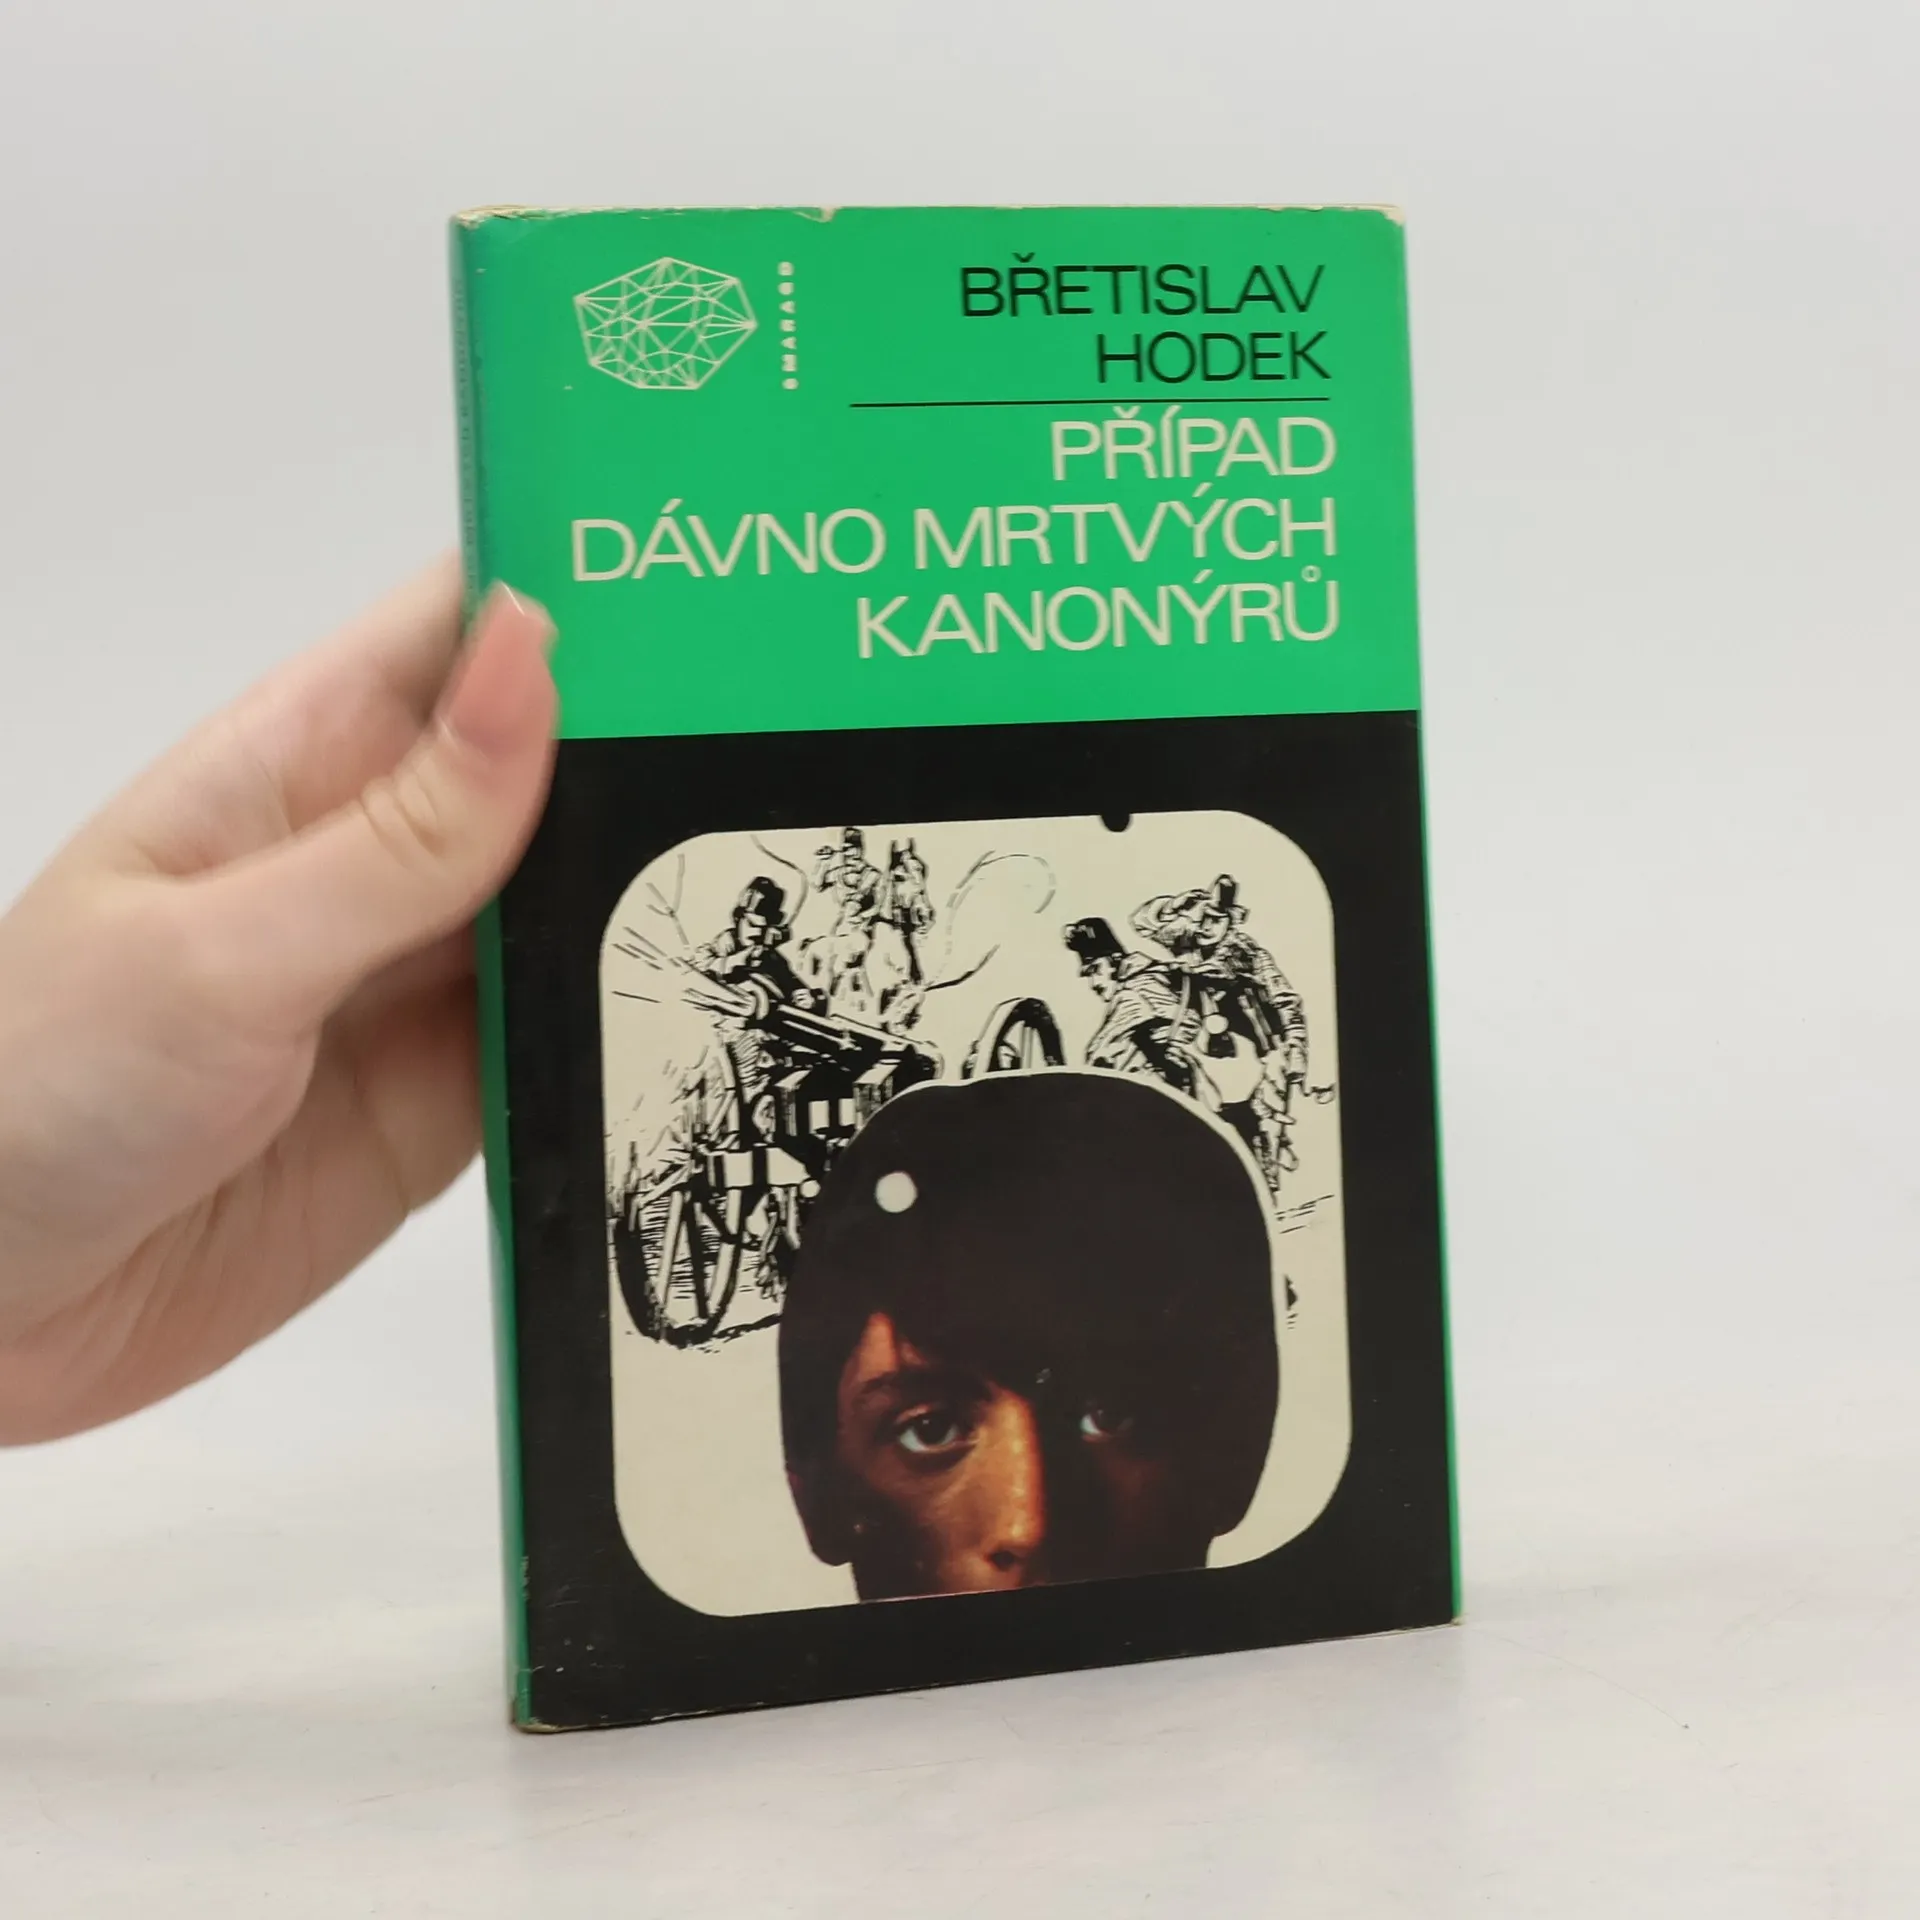 SMARAGD
BŘETISLAV
HODEK
PŘÍPAD
DÁVNO MRTVÝCH
KANONÝRŮ